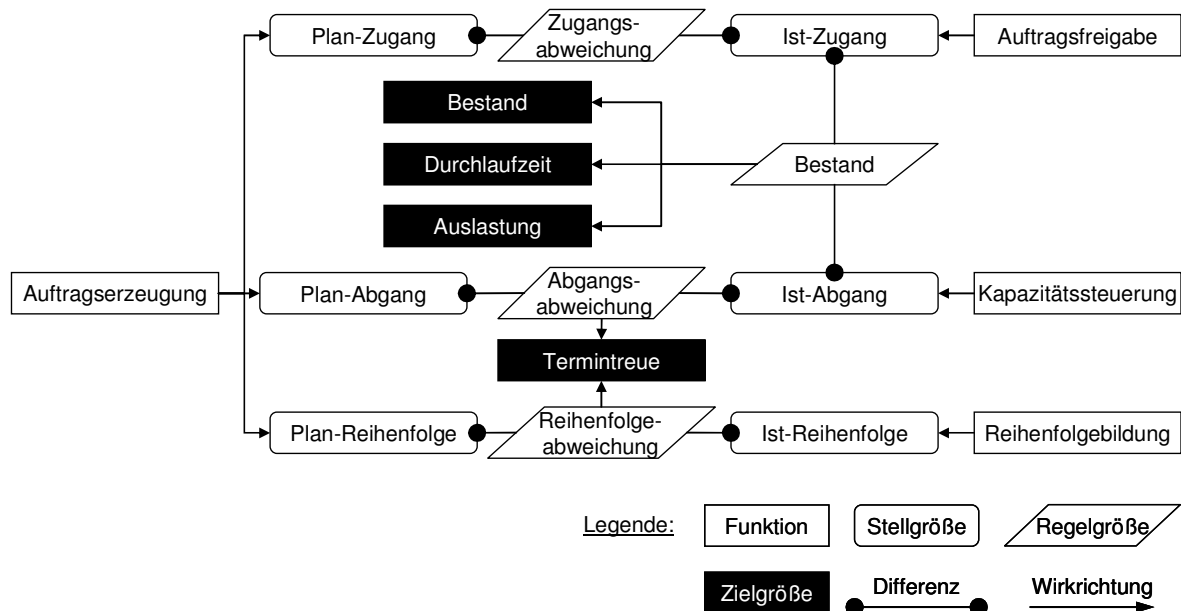 Plan-Zugang
Zugangs-
abweichung
Ist-Zugang
Auftragsfreigabe
Bestand
Durchlaufzeit
Bestand
Auslastung
Auftragserzeugung
Plan-Abgang
Abgangs-
abweichung
Ist-Abgang
Kapazitätssteuerung
Termintreue
Plan-Reihenfolge
Reihenfolge-
abweichung
Ist-Reihenfolge
Reihenfolgebildung
Legende:
Funktion
Stellgröße
Regelgröße
Zielgröße
Differenz
Wirkrichtung